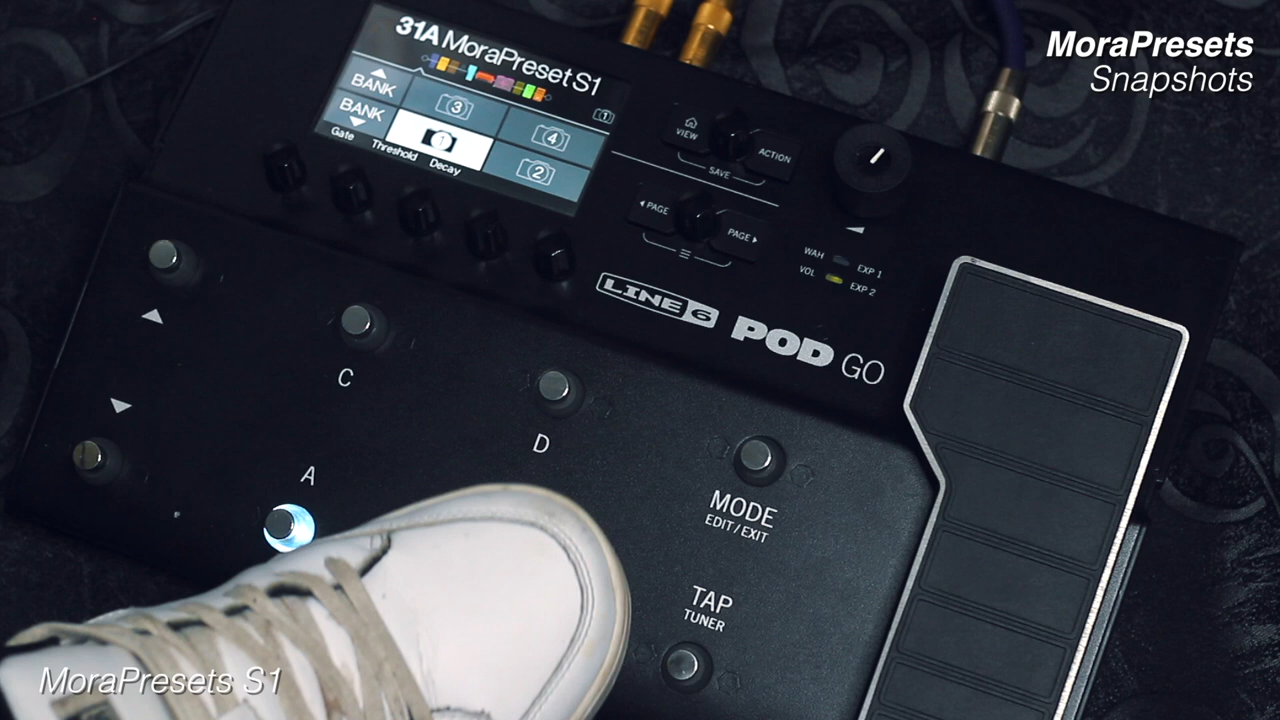 MoraPresets
Snapshots
31A MoraPreset S1
BANK
BANK
3
4
1
2
1
Gate
Threshold
Decay
VIEW
ACTION
SAVE
PAGE
PAGE
WAH
EXP 1
VOL
EXP 2
LINE 6
POD GO
C
D
A
MODE
EDIT/EXIT
TAP
TUNER
MoraPresets S1